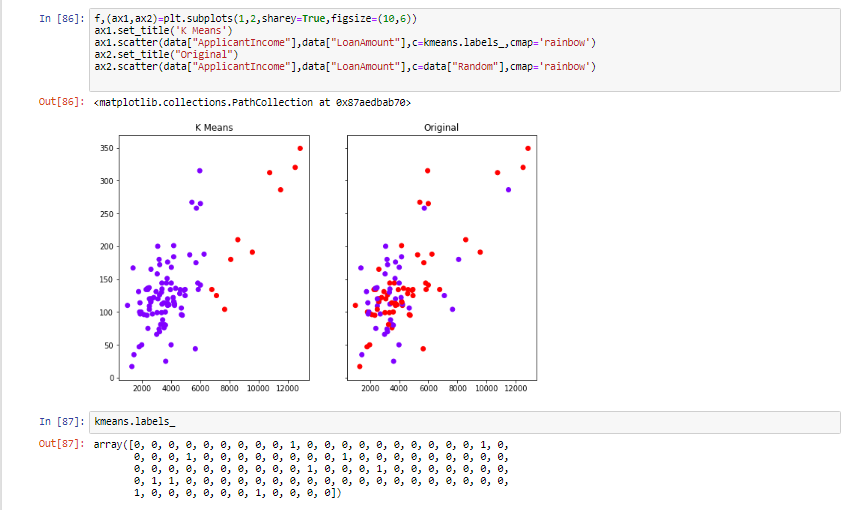 In [86]: f,(ax1,ax2)=plt.subplots(1,2,sharey=True,figsize=(10,6))
ax1.set_title('K Means')
ax1.scatter(data["ApplicantIncome"],data["LoanAmount"],c=kmeans.labels_,cmap='rainbow')
ax2.set_title("Original")
ax2.scatter(data["ApplicantIncome"],data["LoanAmount"],c=data["Random"],cmap='rainbow')
Out[86]: <matplotlib.collections.PathCollection at 0x87aedbab70>
K Means
Original
350
300
250
200
150
100
50
0
2000 4000 6000 8000 10000 12000
2000 4000 6000 8000 10000 12000
In [87]: kmeans.labels_
Out[87]: array([0, 0, 0, 0, 0, 0, 0, 0, 0, 1, 0, 0, 0, 0, 0, 0, 0, 0, 0, 0, 1, 0,
0, 0, 0, 1, 0, 0, 0, 0, 0, 0, 0, 0, 1, 0, 0, 0, 0, 0, 0, 0, 0, 0,
0, 0, 0, 0, 0, 0, 0, 0, 0, 0, 1, 0, 0, 0, 1, 0, 0, 0, 0, 0, 0, 0,
0, 1, 1, 0, 0, 0, 0, 0, 0, 0, 0, 0, 0, 0, 0, 0, 0, 0, 0, 0, 0, 0,
1, 0, 0, 0, 0, 0, 0, 1, 0, 0, 0, 0])